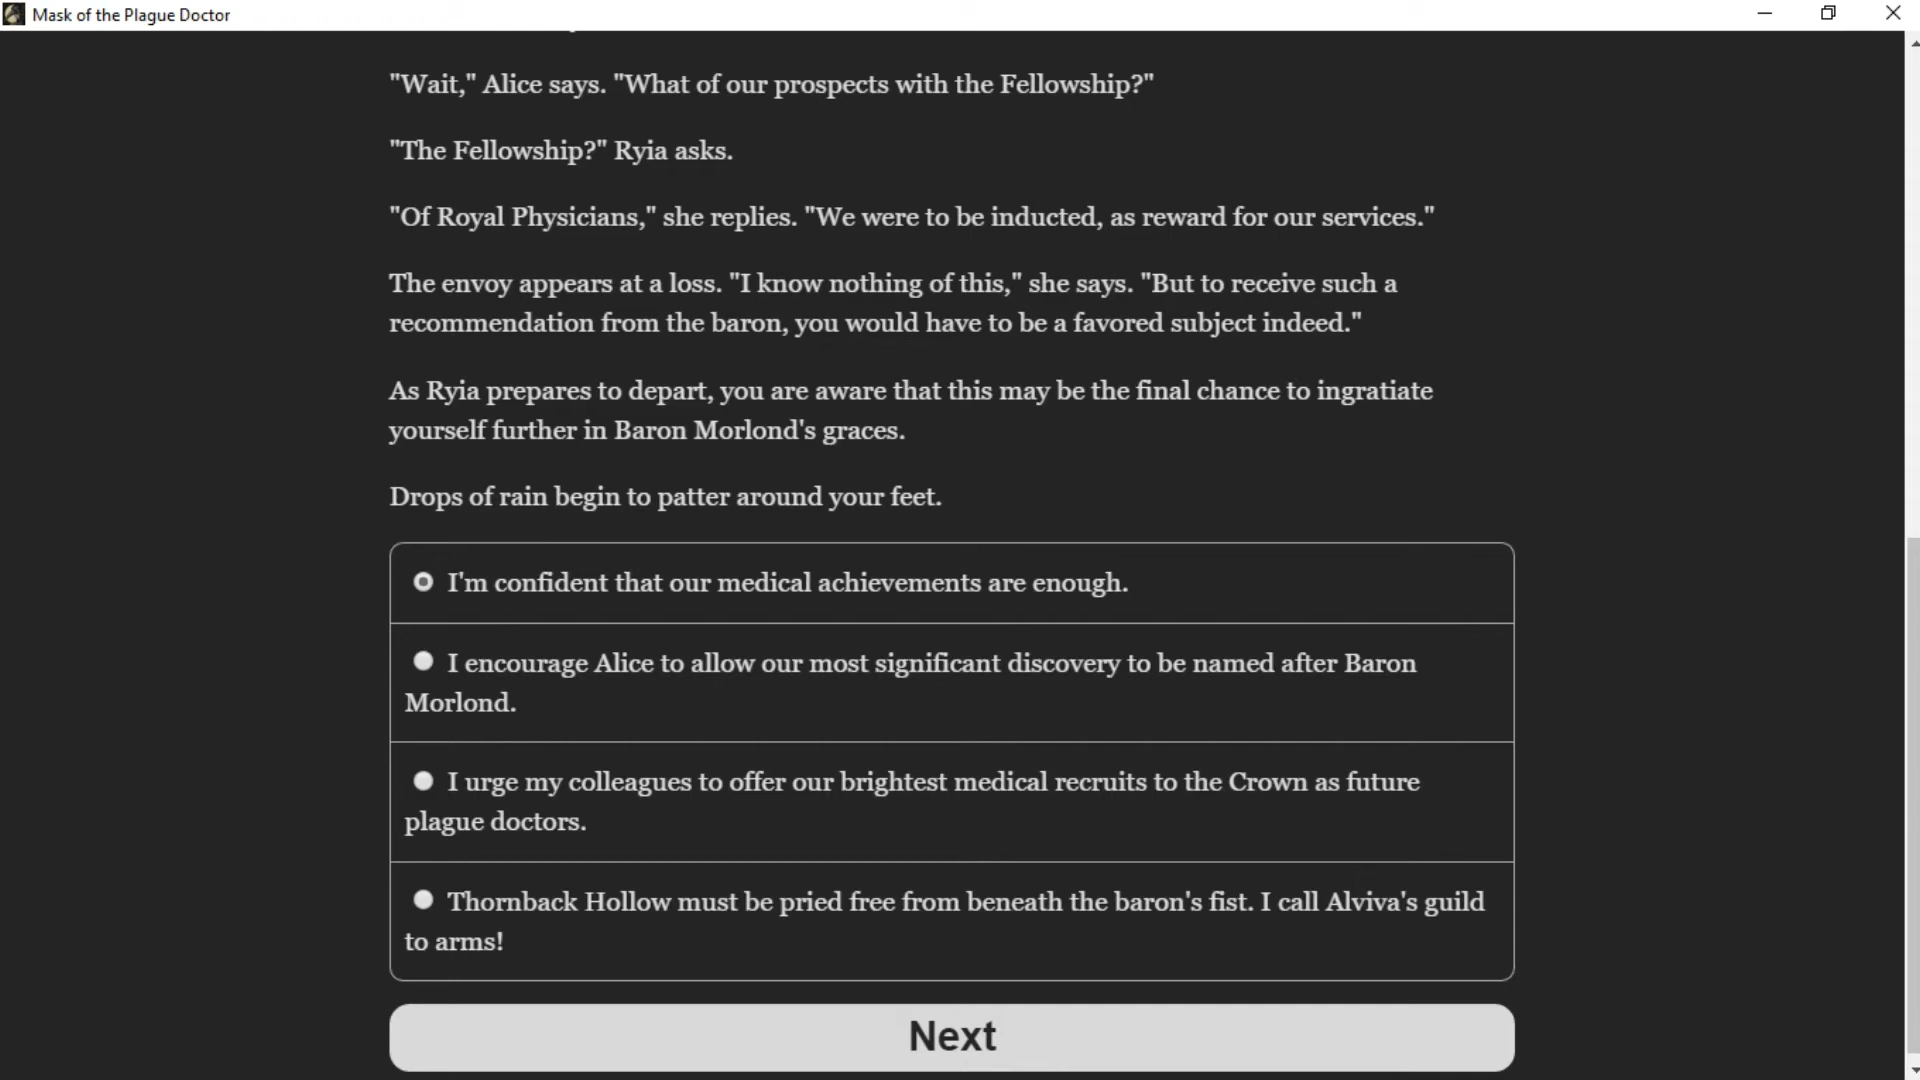 Mask of the Plague Doctor
"Wait," Alice says. "What of our prospects with the Fellowship?"
"The Fellowship?" Ryia asks.
"Of Royal Physicians," she replies. "We were to be inducted, as reward for our services."
The envoy appears at a loss. "I know nothing of this," she says. "But to receive such a
recommendation from the baron, you would have to be a favored subject indeed."
As Ryia prepares to depart, you are aware that this may be the final chance to ingratiate
yourself further in Baron Morlond's graces.
Drops of rain begin to patter around your feet.
I'm confident that our medical achievements are enough.
I encourage Alice to allow our most significant discovery to be named after Baron
Morlond.
I urge my colleagues to offer our brightest medical recruits to the Crown as future
plague doctors.
Thornback Hollow must be pried free from beneath the baron's fist. I call Alviva's guild
to arms!
Next